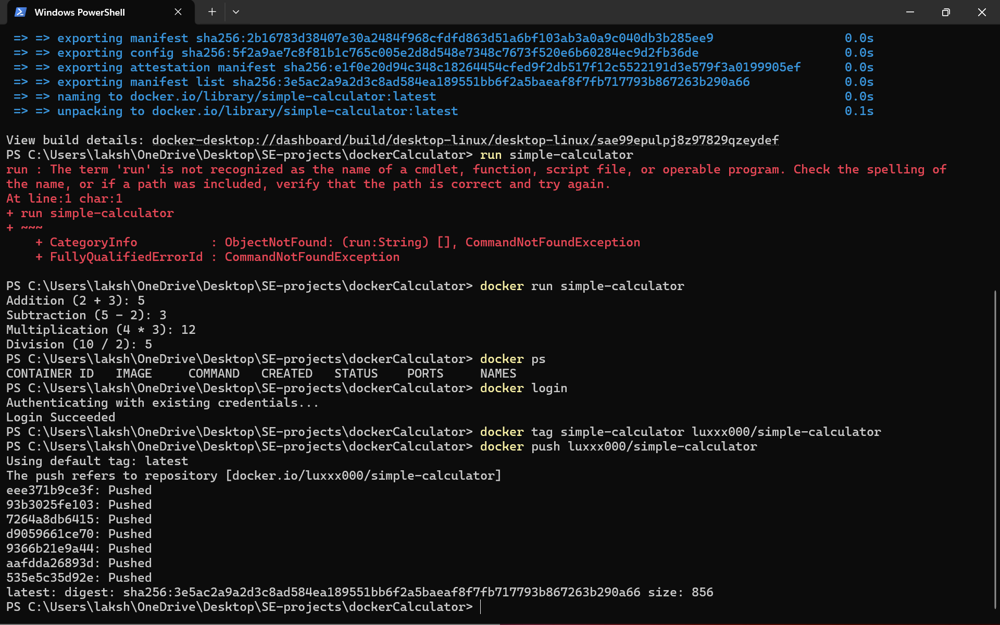 Windows PowerShell
=> => exporting manifest sha256:2b16783d38407e30a2484f968cfdfd863d51a6bf103ab3a0a9c040db3b285ee9 0.0s
=> => exporting config sha256:5f2a9ae7c8f81b1c765c005e2d8d548e7348c7673f520e6b60284ec9d2fb36de 0.0s
=> => exporting attestation manifest sha256:e1f0e20d94c348c18264454cfed9f2db517f12c5522191d3e579f3a0199905ef 0.0s
=> => exporting manifest list sha256:3e5ac2a9a2d3c8ad584ea189551bb6f2a5baeaf8f7fb717793b867263b290a66 0.0s
=> => naming to docker.io/library/simple-calculator:latest 0.0s
=> => unpacking to docker.io/library/simple-calculator:latest 0.1s
View build details: docker-desktop://dashboard/build/desktop-linux/desktop-linux/sae99epulpj8z97829qzeydef
PS C:\Users\laksh\OneDrive\Desktop\SE-projects\dockerCalculator> run simple-calculator
run : The term 'run' is not recognized as the name of a cmdlet, function, script file, or operable program. Check the spelling of
the name, or if a path was included, verify that the path is correct and try again.
At line:1 char:1
+ run simple-calculator
+ ~~~
    + CategoryInfo          : ObjectNotFound: (run:String) [], CommandNotFoundException
    + FullyQualifiedErrorId : CommandNotFoundException
PS C:\Users\laksh\OneDrive\Desktop\SE-projects\dockerCalculator> docker run simple-calculator
Addition (2 + 3): 5
Subtraction (5 - 2): 3
Multiplication (4 * 3): 12
Division (10 / 2): 5
PS C:\Users\laksh\OneDrive\Desktop\SE-projects\dockerCalculator> docker ps
CONTAINER ID   IMAGE     COMMAND   CREATED   STATUS    PORTS     NAMES
PS C:\Users\laksh\OneDrive\Desktop\SE-projects\dockerCalculator> docker login
Authenticating with existing credentials...
Login Succeeded
PS C:\Users\laksh\OneDrive\Desktop\SE-projects\dockerCalculator> docker tag simple-calculator luxxx000/simple-calculator
PS C:\Users\laksh\OneDrive\Desktop\SE-projects\dockerCalculator> docker push luxxx000/simple-calculator
Using default tag: latest
The push refers to repository [docker.io/luxxx000/simple-calculator]
eee371b9ce3f: Pushed
93b3025fe103: Pushed
7264a8db6415: Pushed
d9059661ce70: Pushed
9366b21e9a44: Pushed
aafdda26893d: Pushed
535e5c35d92e: Pushed
latest: digest: sha256:3e5ac2a9a2d3c8ad584ea189551bb6f2a5baeaf8f7fb717793b867263b290a66 size: 856
PS C:\Users\laksh\OneDrive\Desktop\SE-projects\dockerCalculator>